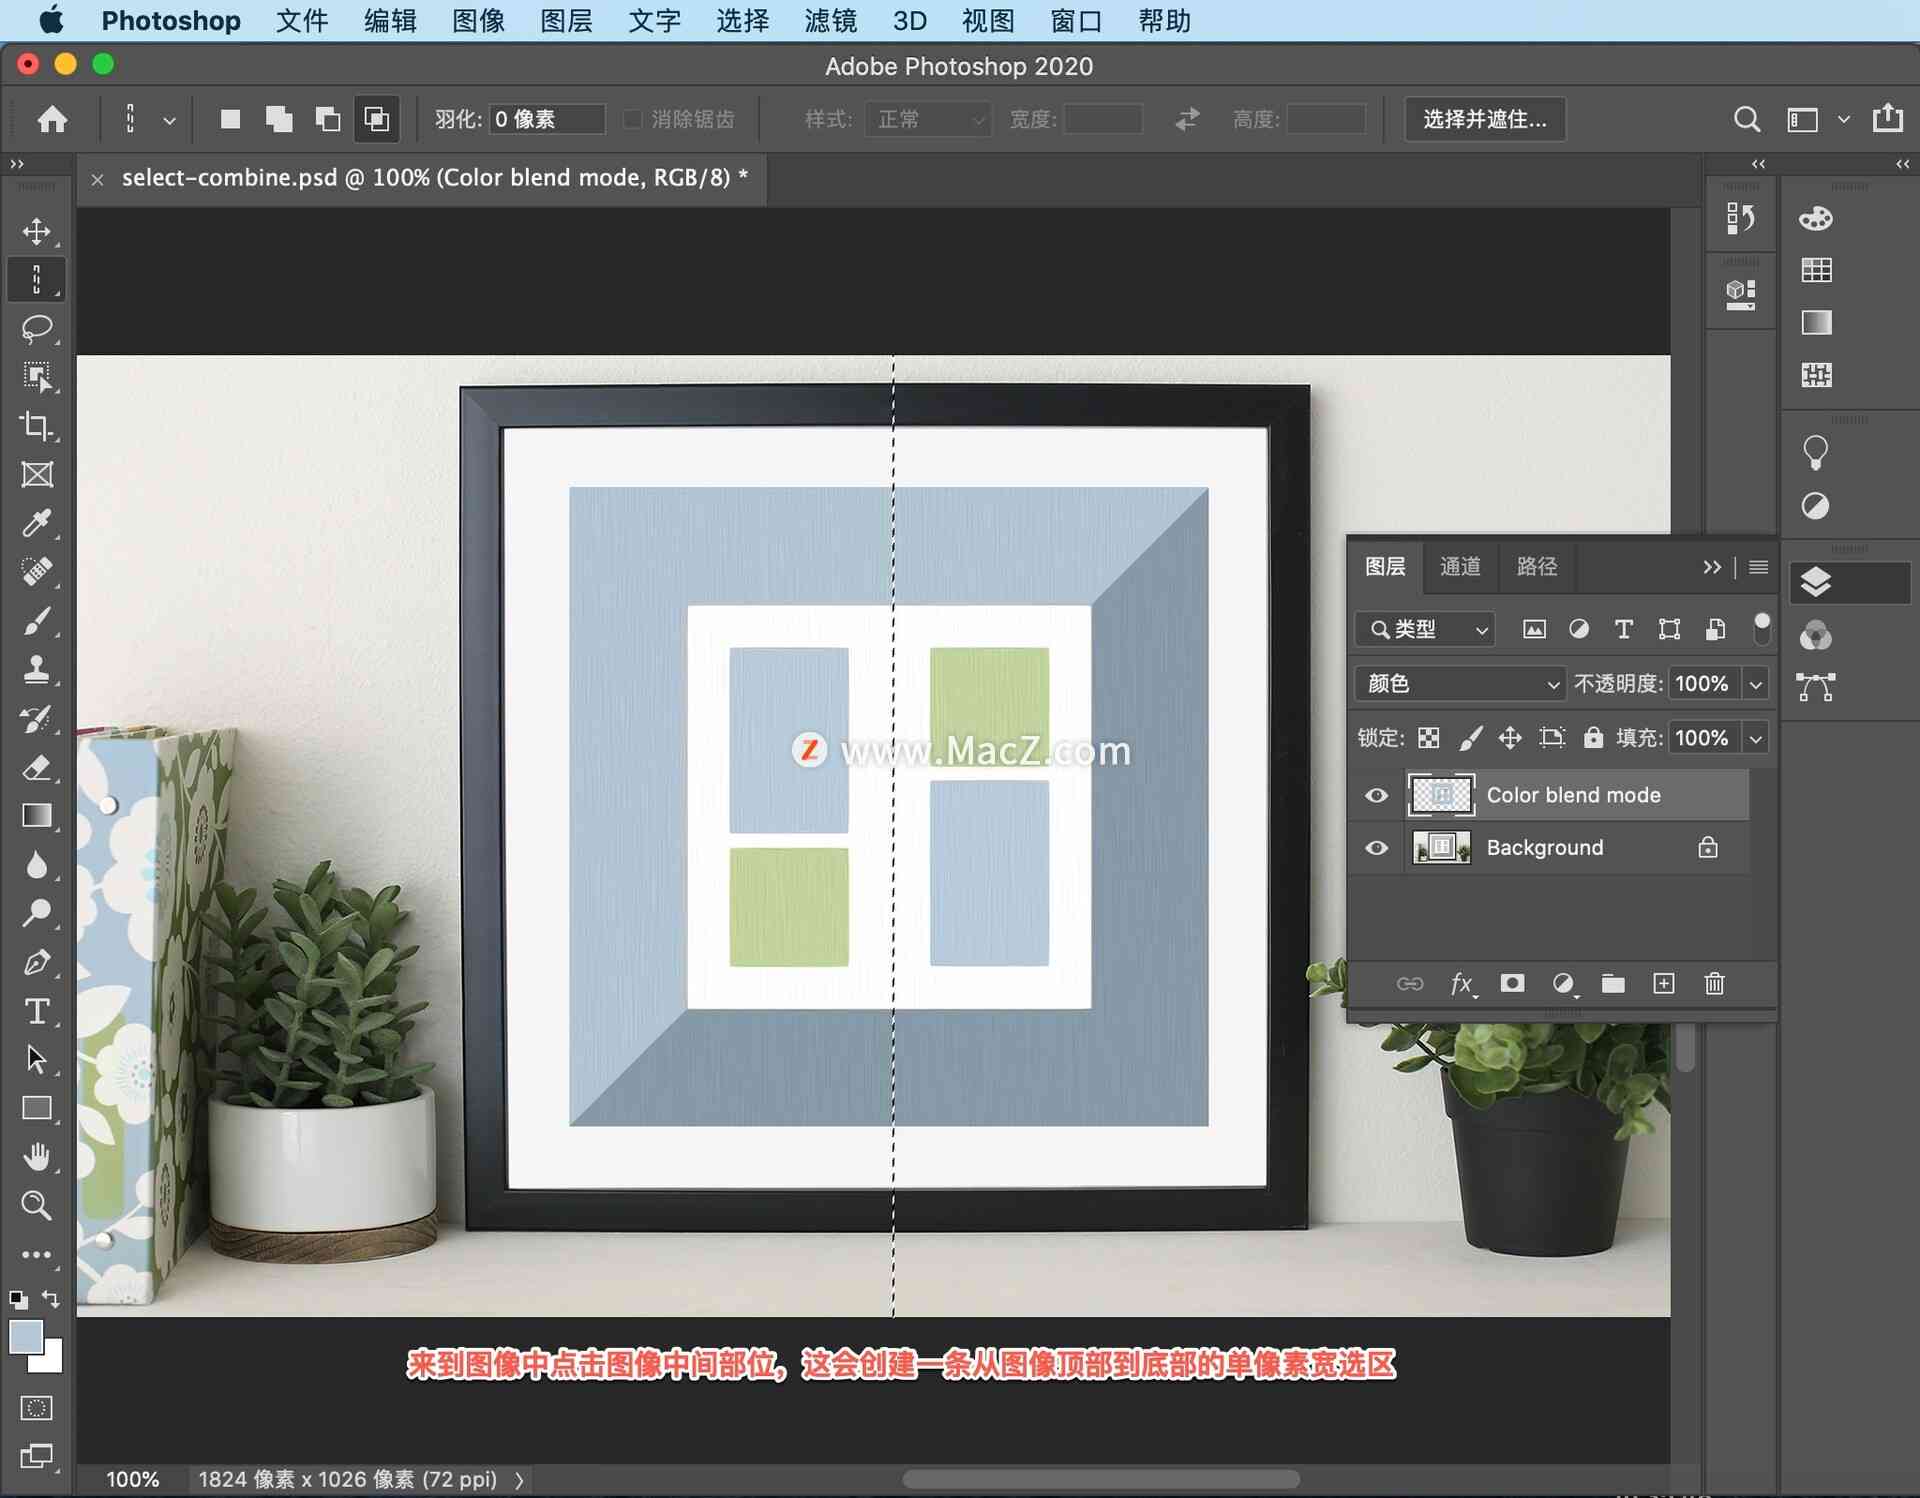 Photoshop 文件 编辑 图像 图层 文字 选择 滤镜 3D 视图 窗口 帮助
Adobe Photoshop 2020
羽化: 0 像素 消除锯齿 样式: 正常 宽度: 高度: 选择并遮住...
select-combine.psd @ 100% (Color blend mode, RGB/8) *
图层 通道 路径
类型
颜色 不透明度: 100%
锁定: 填充: 100%
Color blend mode
Background
fx
www.MacZ.com
来到图像中点击图像中间部位，这会创建一条从图像顶部到底部的单像素宽选区
100% 1824 像素 x 1026 像素 (72 ppi)